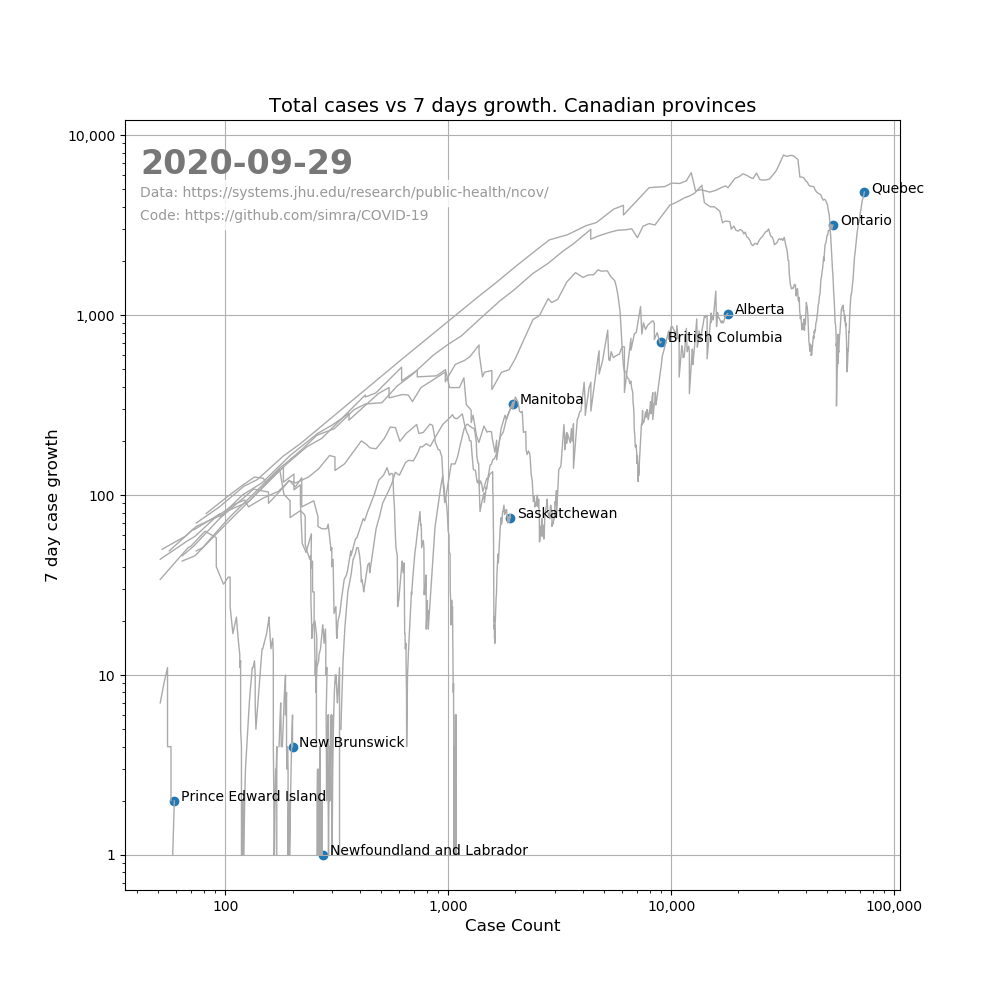 Total cases vs 7 days growth. Canadian provinces
10,000
2020-09-29
Data: https://systems.jhu.edu/research/public-health/ncov/
Quebec
Code: https://github.com/simra/COVID-19
Ontario
1,000
Alberta
British Columbia
Manitoba
100
Saskatchewan
7 day case growth
10
New Brunswick
Prince Edward Island
1
Newfoundland and Labrador
100
1,000
10,000
100,000
Case Count